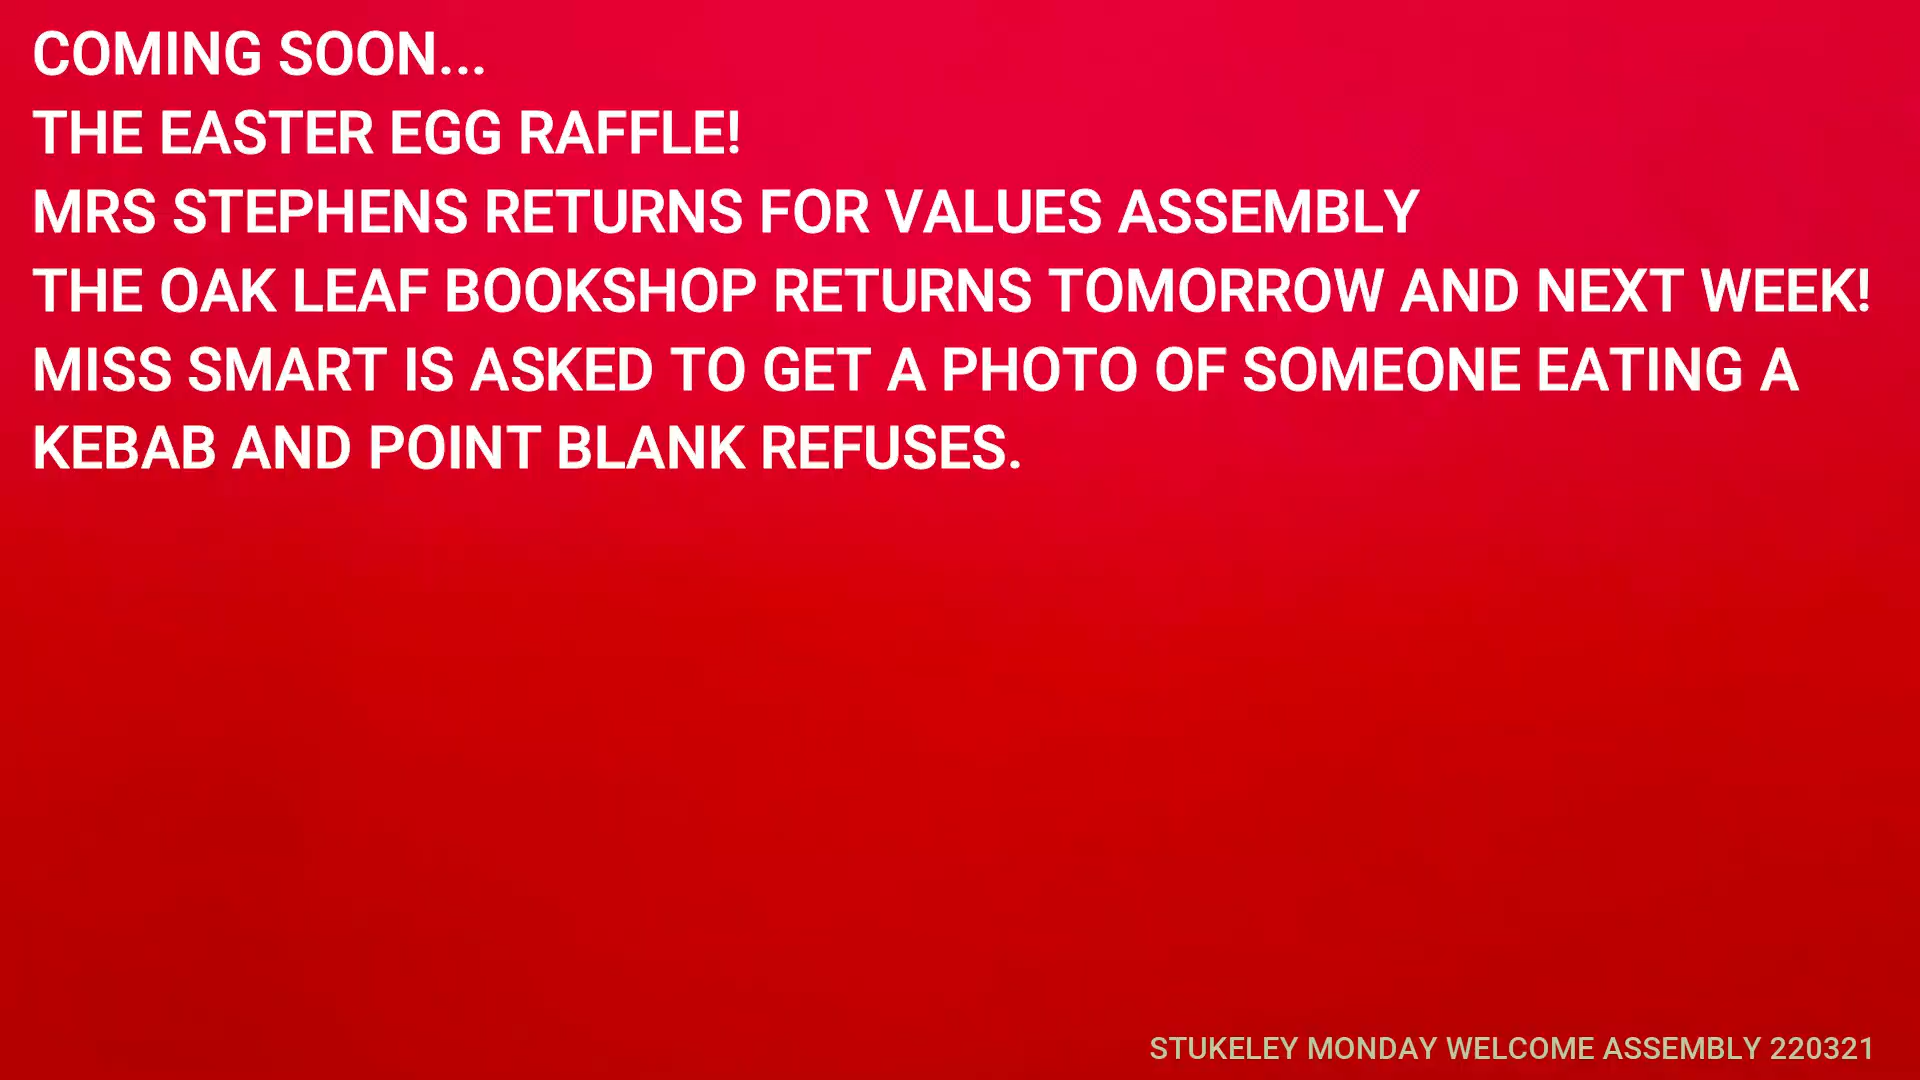 COMING SOON...
THE EASTER EGG RAFFLE!
MRS STEPHENS RETURNS FOR VALUES ASSEMBLY
THE OAK LEAF BOOKSHOP RETURNS TOMORROW AND NEXT WEEK!
MISS SMART IS ASKED TO GET A PHOTO OF SOMEONE EATING A
KEBAB AND POINT BLANK REFUSES.
STUKELEY MONDAY WELCOME ASSEMBLY 220321